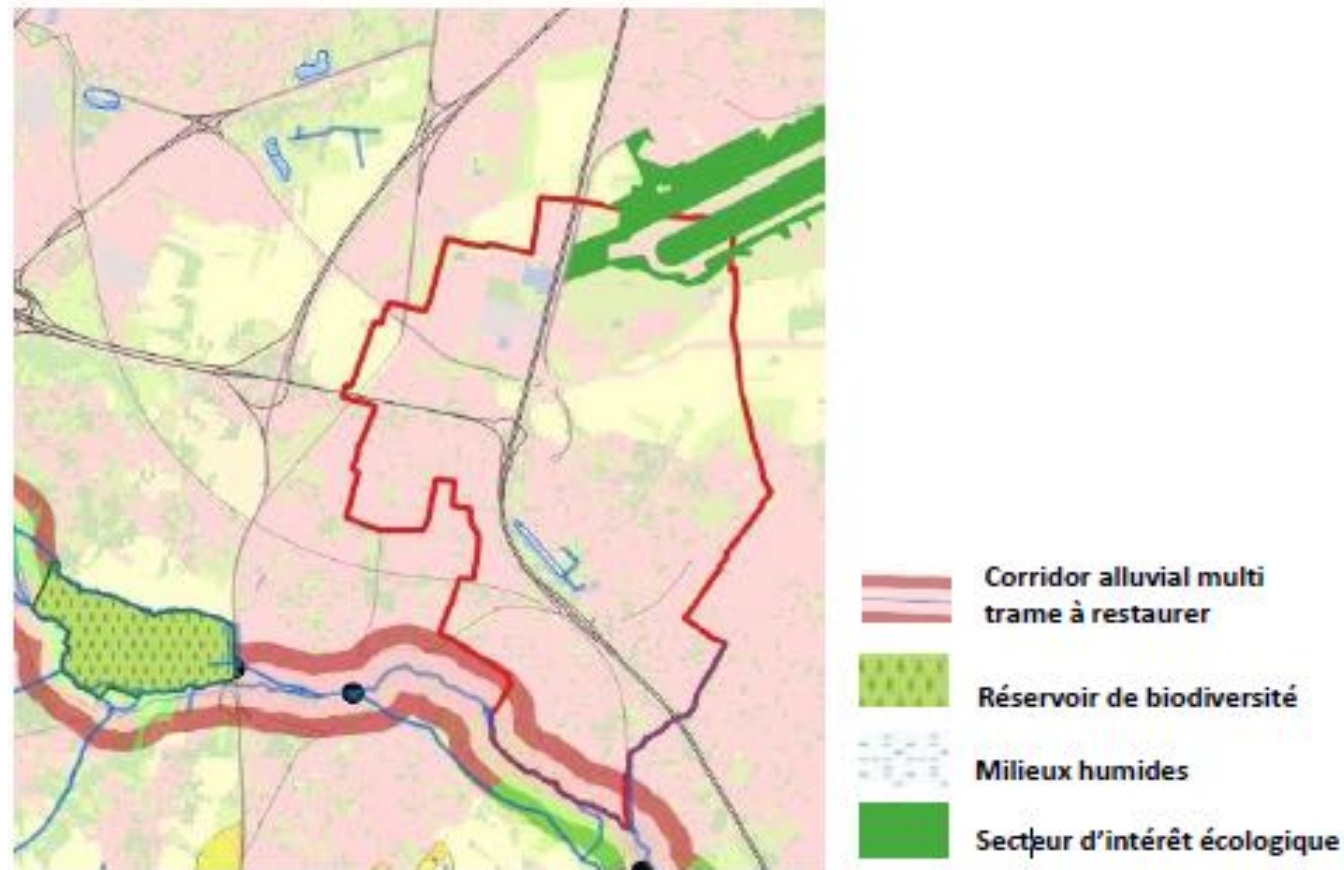 Corridor alluvial multi
trame à restaurer
Réservoir de biodiversité
Milieux humides
Secteur d'intérêt écologique